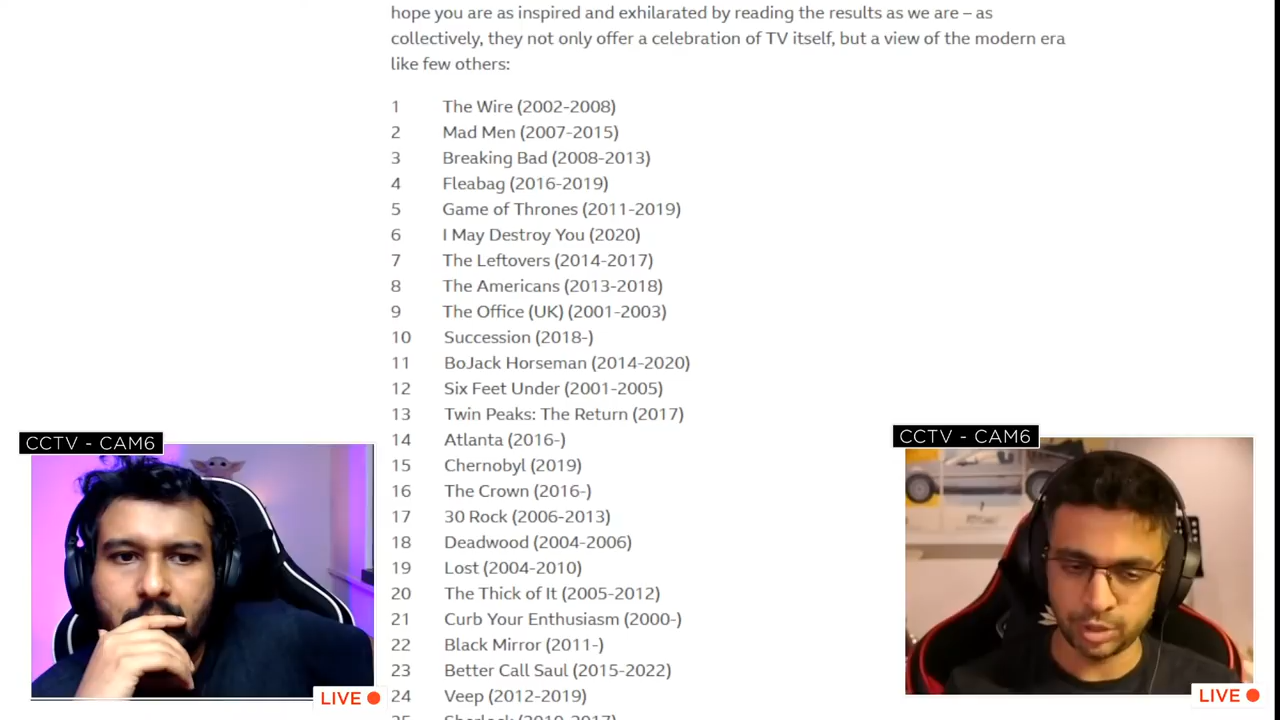 hope you are as inspired and exhilarated by reading the results as we are – as
collectively, they not only offer a celebration of TV itself, but a view of the modern era
like few others:
1 The Wire (2002-2008)
2 Mad Men (2007-2015)
3 Breaking Bad (2008-2013)
4 Fleabag (2016-2019)
5 Game of Thrones (2011-2019)
6 I May Destroy You (2020)
7 The Leftovers (2014-2017)
8 The Americans (2013-2018)
9 The Office (UK) (2001-2003)
10 Succession (2018-)
11 BoJack Horseman (2014-2020)
12 Six Feet Under (2001-2005)
13 Twin Peaks: The Return (2017)
14 Atlanta (2016-)
15 Chernobyl (2019)
16 The Crown (2016-)
17 30 Rock (2006-2013)
18 Deadwood (2004-2006)
19 Lost (2004-2010)
20 The Thick of It (2005-2012)
21 Curb Your Enthusiasm (2000-)
22 Black Mirror (2011-)
23 Better Call Saul (2015-2022)
24 Veep (2012-2019)
25 Sherlock (2010-2017)
CCTV - CAM6
LIVE
CCTV - CAM6
LIVE